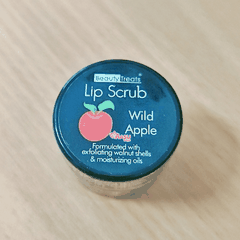 Beauty Treats
Lip Scrub
Wild
Apple
Formulated with
exfoliating walnut shells
& moisturizing oils